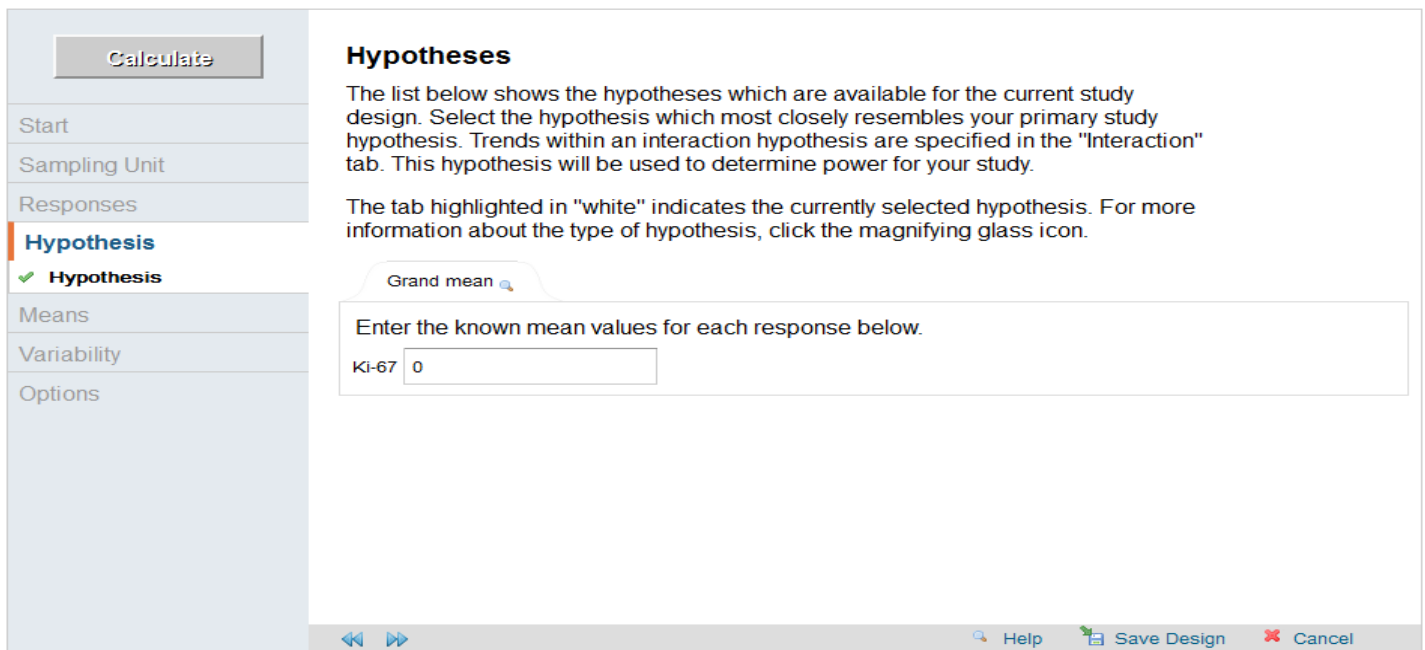 Calculate
Start
Sampling Unit
Responses
Hypothesis
Hypothesis
Means
Variability
Options
Hypotheses
The list below shows the hypotheses which are available for the current study
design. Select the hypothesis which most closely resembles your primary study
hypothesis. Trends within an interaction hypothesis are specified in the "Interaction"
tab. This hypothesis will be used to determine power for your study.
The tab highlighted in "white" indicates the currently selected hypothesis. For more
information about the type of hypothesis, click the magnifying glass icon.
Grand mean
Enter the known mean values for each response below.
Ki-67 0
Help Save Design Cancel